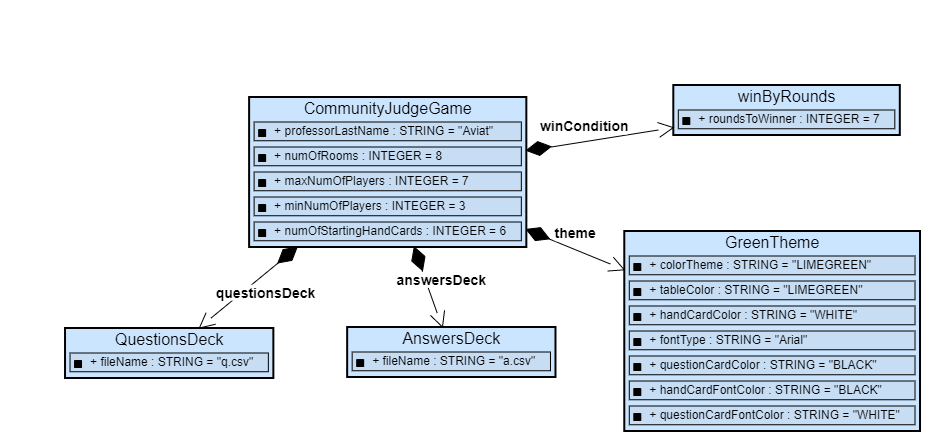 CommunityJudgeGame
+ professorLastName : STRING = "Aviat"
+ numOfRooms : INTEGER = 8
+ maxNumOfPlayers : INTEGER = 7
+ minNumOfPlayers : INTEGER = 3
+ numOfStartingHandCards : INTEGER = 6
winCondition
winByRounds
+ roundsToWinner : INTEGER = 7
theme
GreenTheme
+ colorTheme : STRING = "LIMEGREEN"
+ tableColor : STRING = "LIMEGREEN"
+ handCardColor : STRING = "WHITE"
+ fontType : STRING = "Arial"
+ questionCardColor : STRING = "BLACK"
+ handCardFontColor : STRING = "BLACK"
+ questionCardFontColor : STRING = "WHITE"
questionsDeck
QuestionsDeck
+ fileName : STRING = "q.csv"
answersDeck
AnswersDeck
+ fileName : STRING = "a.csv"